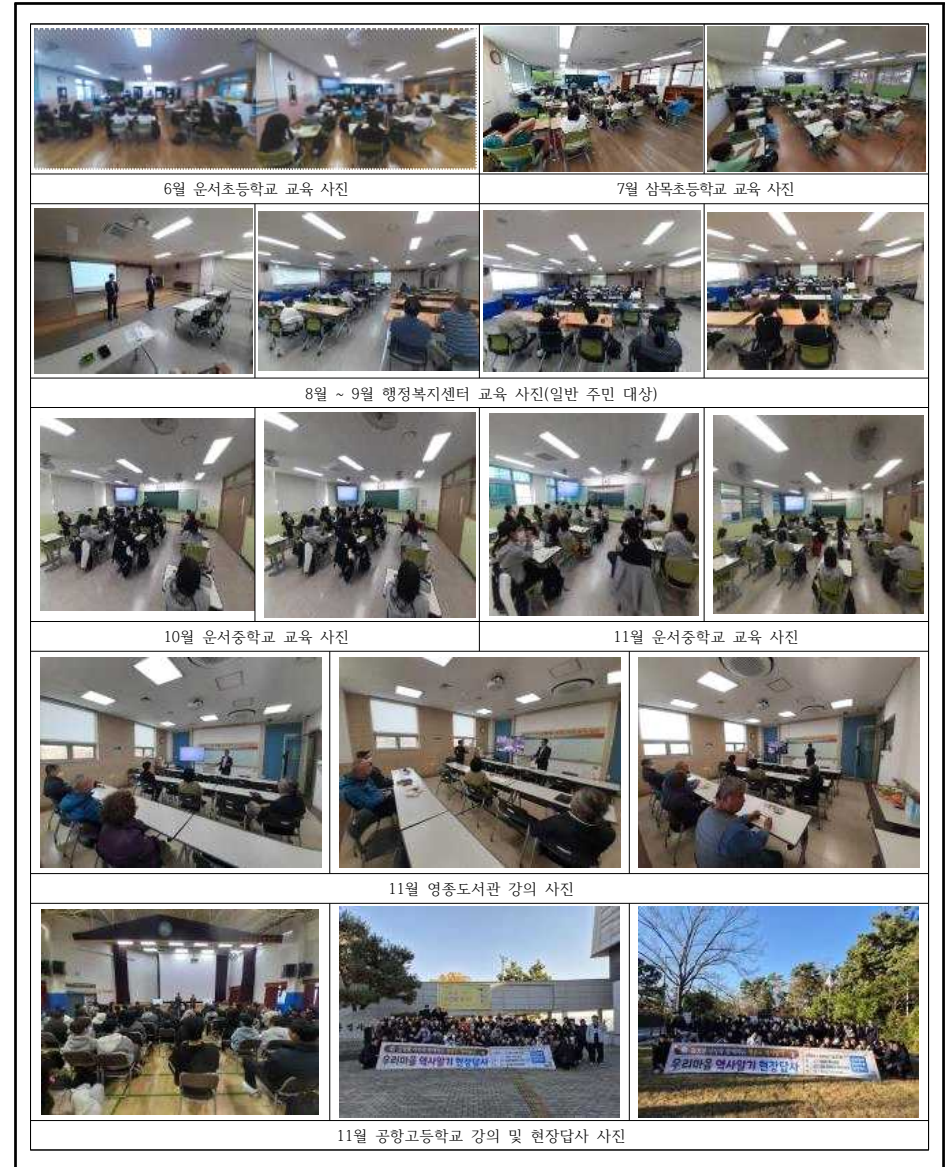 6월 운서초등학교 교육 사진
7월 삼목초등학교 교육 사진
8월 ~ 9월 행정복지센터 교육 사진(일반 주민 대상)
10월 운서중학교 교육 사진
11월 운서중학교 교육 사진
11월 영종도서관 강의 사진
우리마을 역사알기 현장답사
우리마을 역사알기 현장답사
11월 공항고등학교 강의 및 현장답사 사진